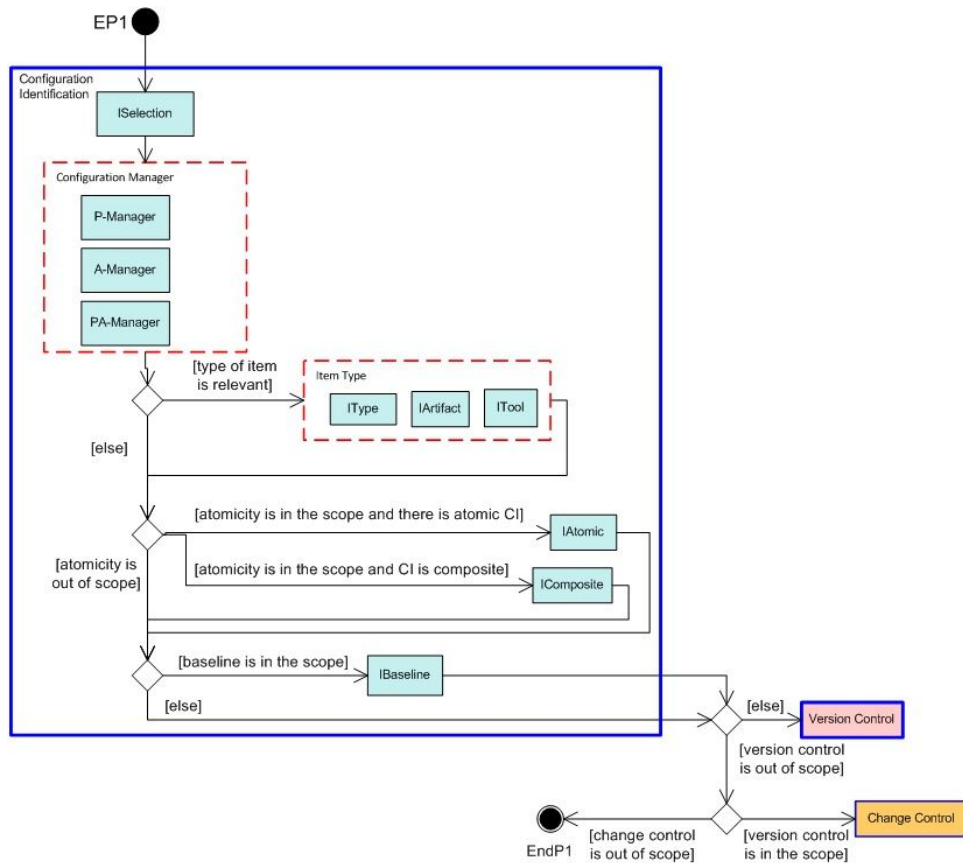 EP1
Configuration
Identification
ISelection
Configuration Manager
P-Manager
A-Manager
PA-Manager
[type of item
is relevant]
Item Type
IType
IArtifact
ITool
[else]
[atomicity is in the scope and there is atomic CI]
IAtomic
[atomicity is
out of scope]
[atomicity is in the scope and CI is composite]
IComposite
[baseline is in the scope]
IBaseline
[else]
[else]
Version Control
[version control
is out of scope]
Change Control
EndP1
[change control
is out of scope]
[version control
is in the scope]